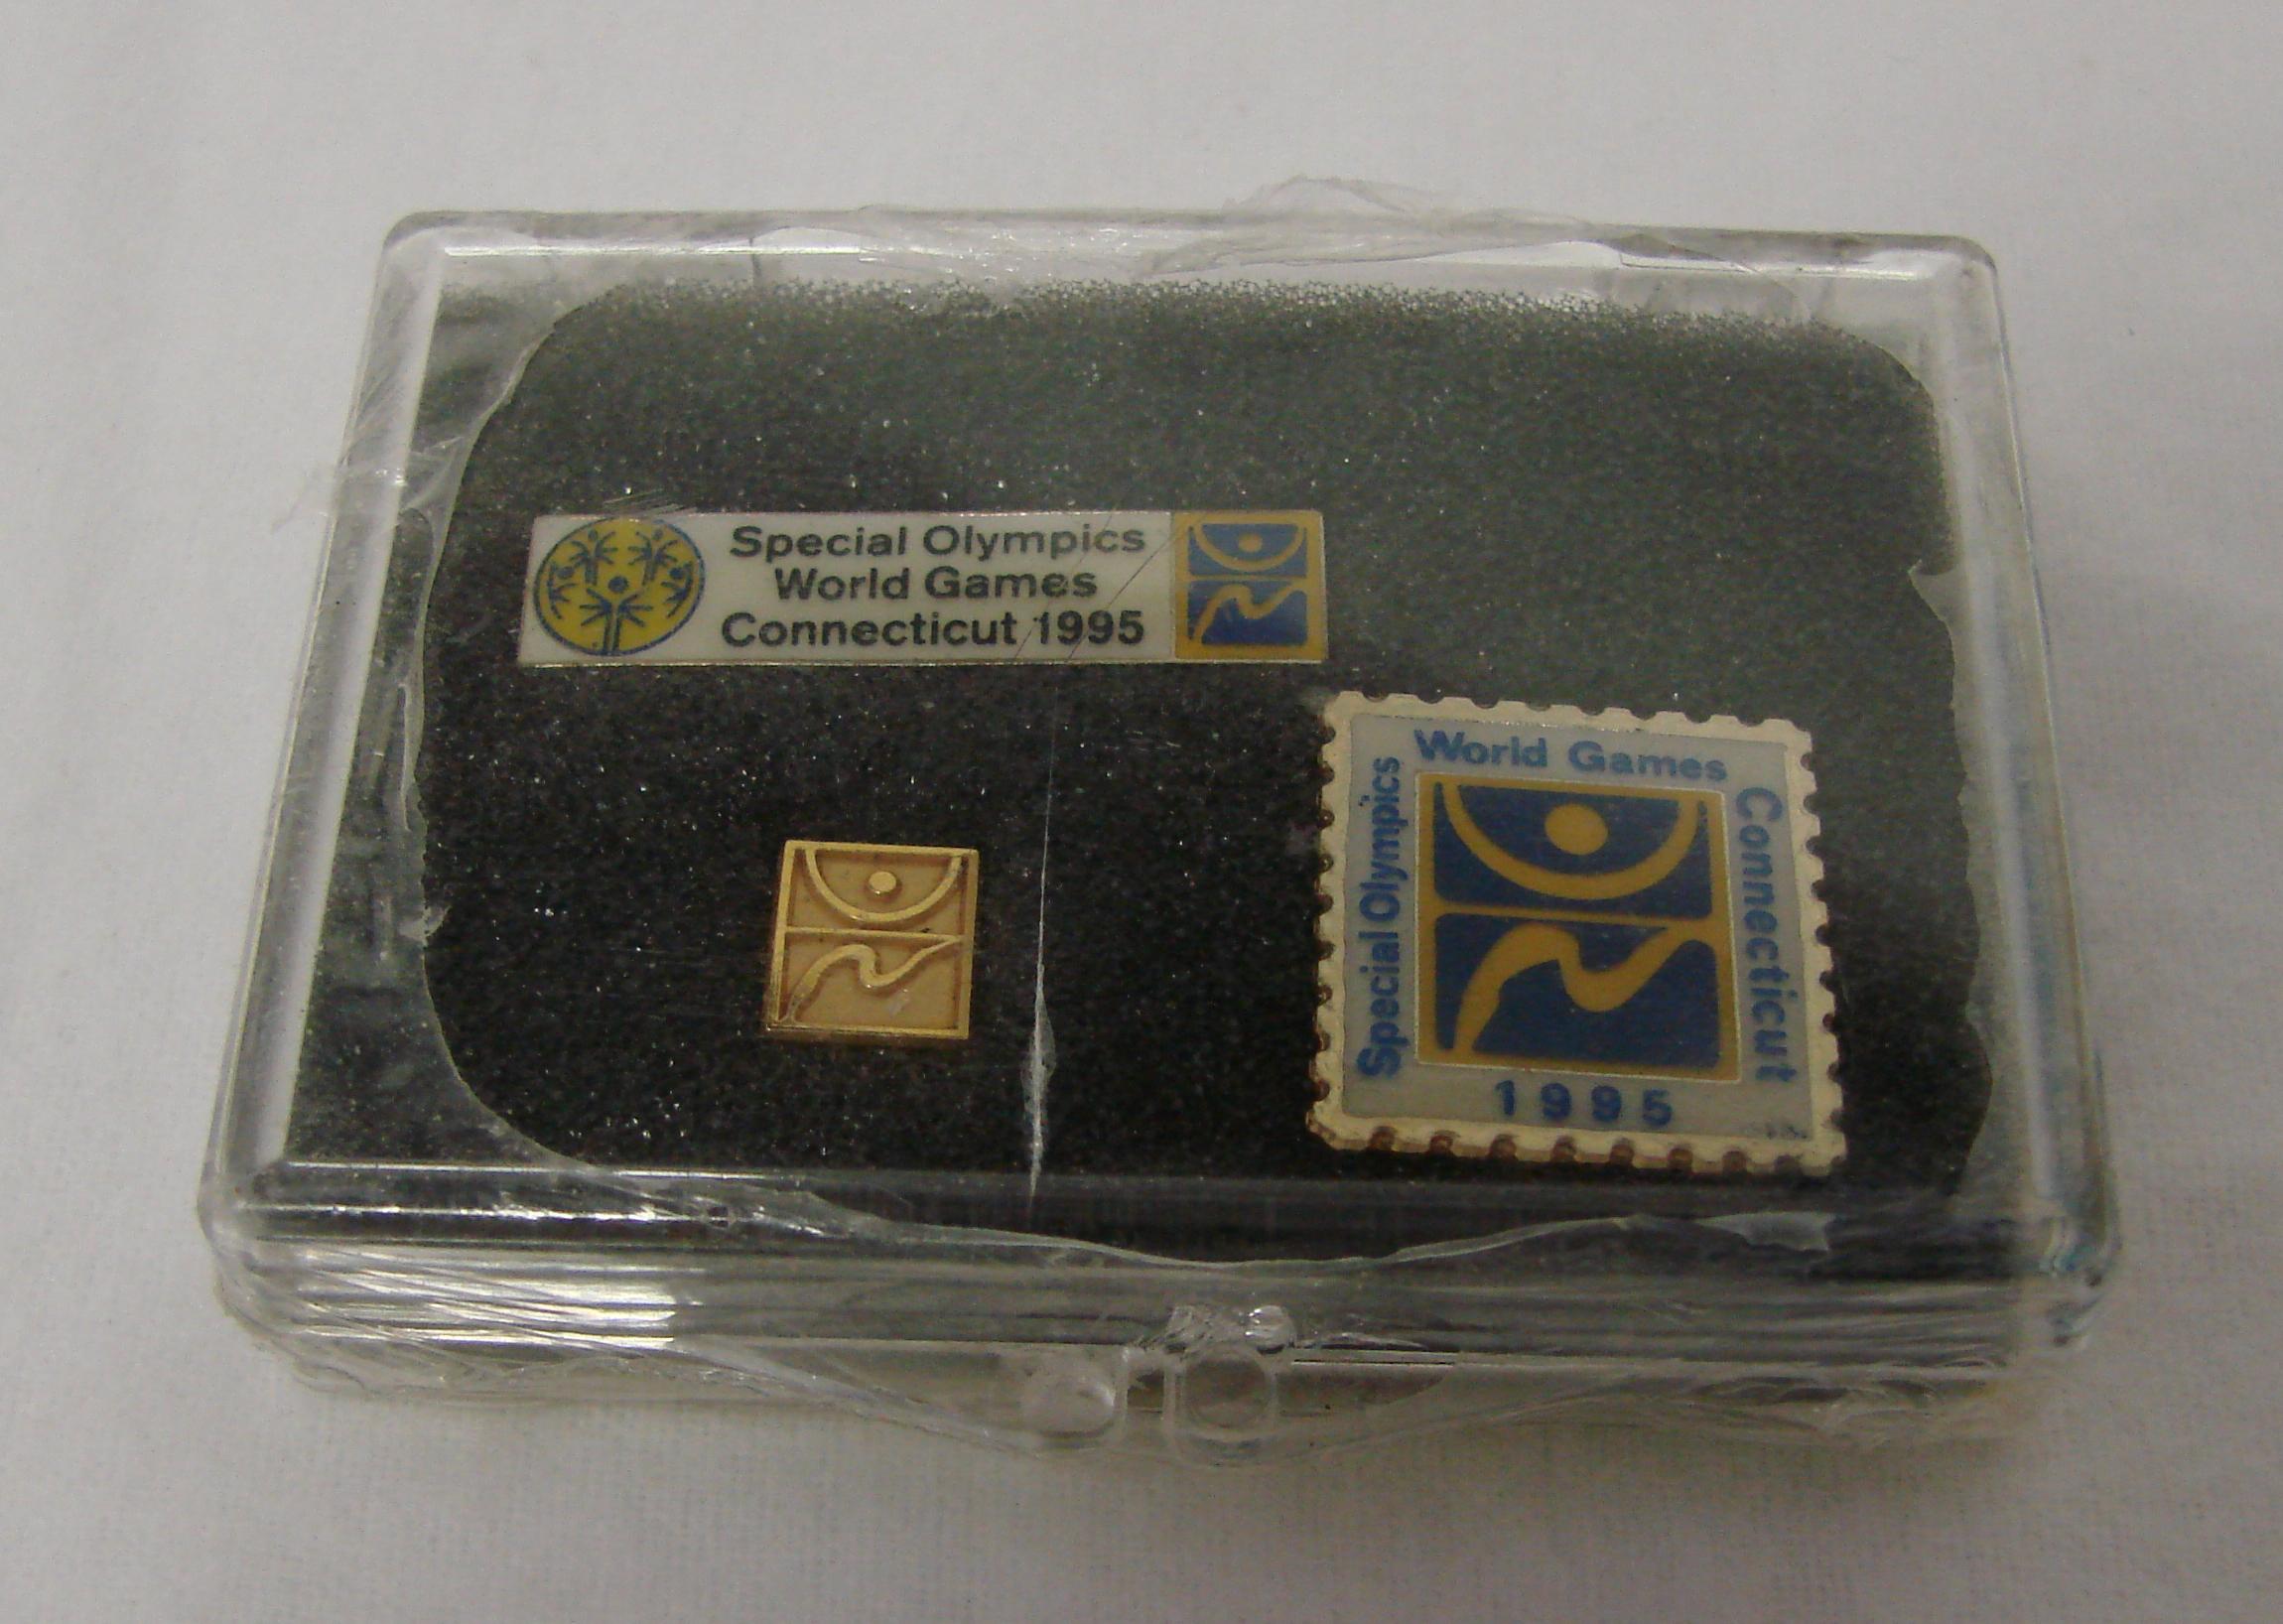 Special Olympics
World Games
Connecticut 1995
World Games
Special Olympics
Connecticut
1995